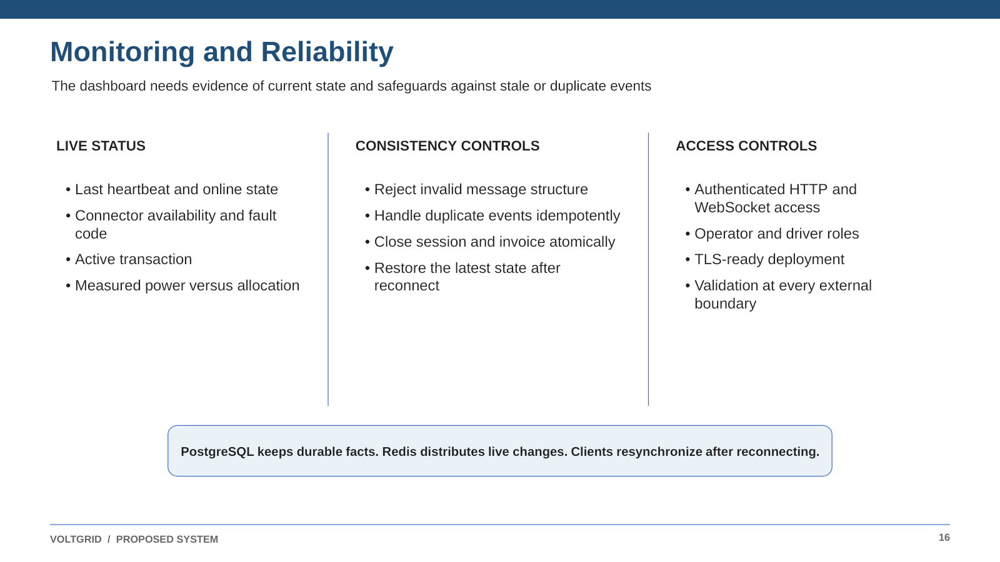 Monitoring and Reliability
The dashboard needs evidence of current state and safeguards against stale or duplicate events
LIVE STATUS
• Last heartbeat and online state
• Connector availability and fault
code
• Active transaction
• Measured power versus allocation
CONSISTENCY CONTROLS
• Reject invalid message structure
• Handle duplicate events idempotently
• Close session and invoice atomically
• Restore the latest state after
reconnect
ACCESS CONTROLS
• Authenticated HTTP and
WebSocket access
• Operator and driver roles
• TLS-ready deployment
• Validation at every external
boundary
PostgreSQL keeps durable facts. Redis distributes live changes. Clients resynchronize after reconnecting.
VOLTGRID / PROPOSED SYSTEM
16